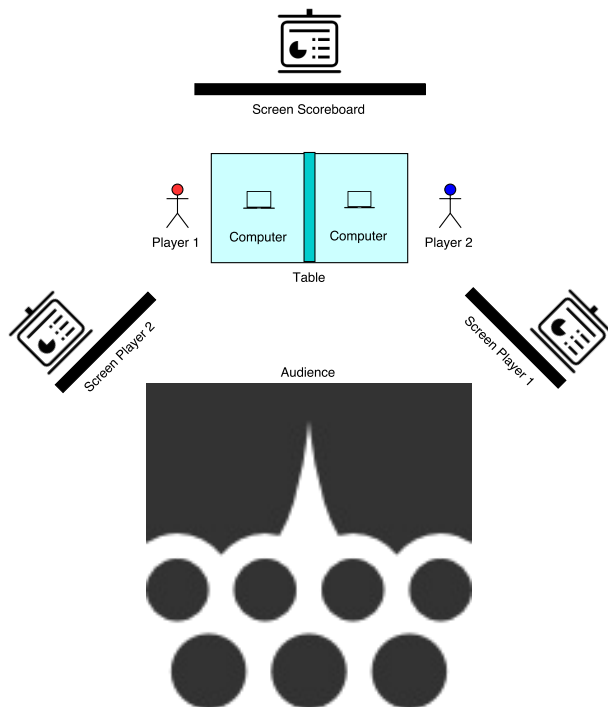 Screen Scoreboard
Player 1
Computer
Computer
Player 2
Table
Screen Player 2
Screen Player 1
Audience